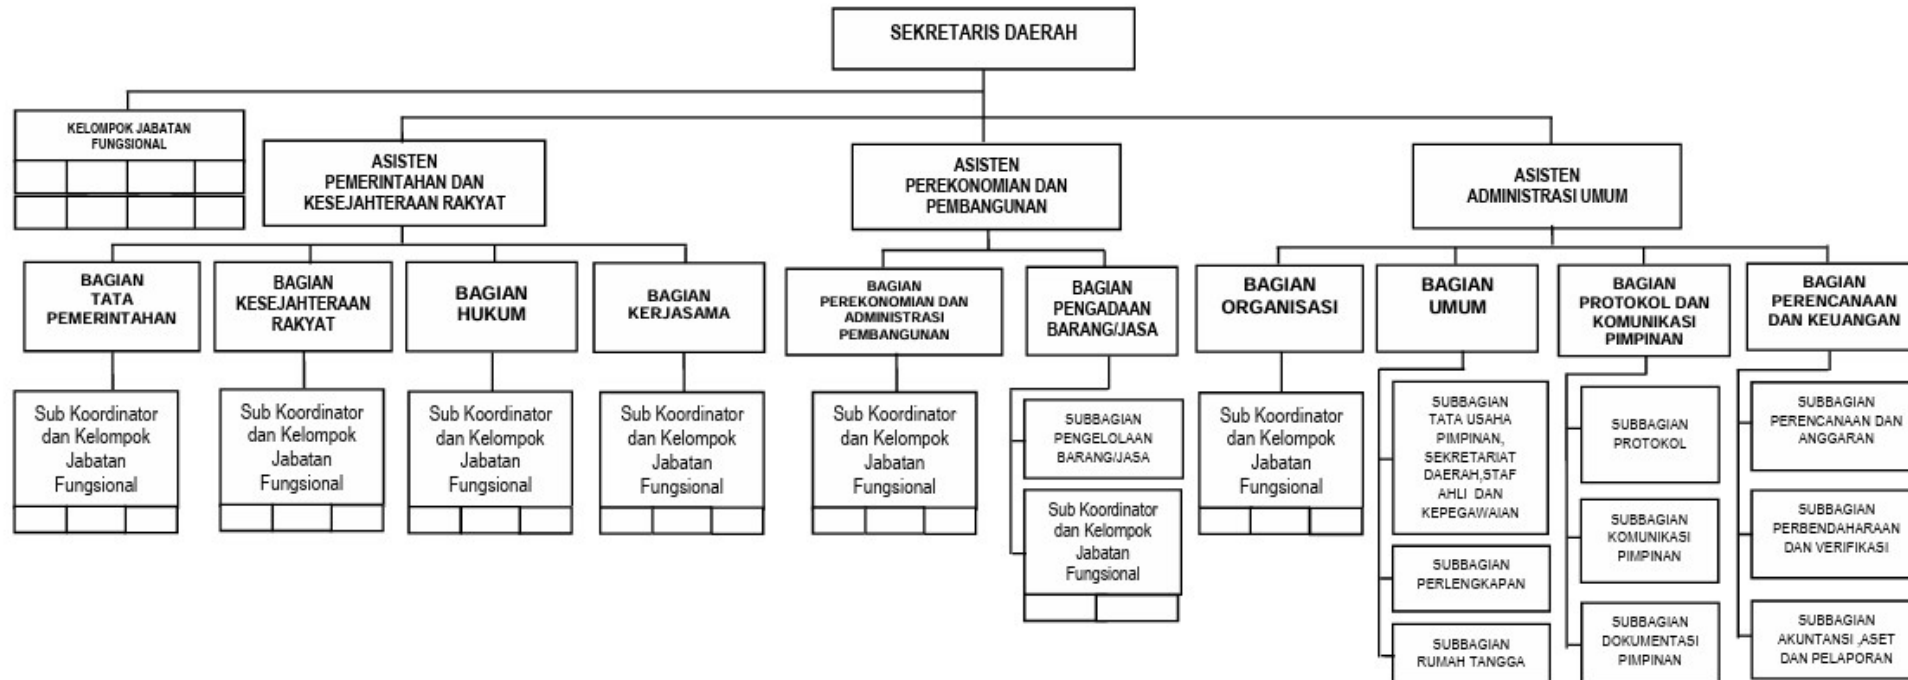 SEKRETARIS DAERAH
KELOMPOK JABATAN
FUNGSIONAL
ASISTEN
PEMERINTAHAN DAN
KESEJAHTERAAN RAKYAT
ASISTEN
PEREKONOMIAN DAN
PEMBANGUNAN
ASISTEN
ADMINISTRASI UMUM
BAGIAN
TATA
PEMERINTAHAN
BAGIAN
KESEJAHTERAAN
RAKYAT
BAGIAN
HUKUM
BAGIAN
KERJASAMA
BAGIAN
PEREKONOMIAN DAN
ADMINISTRASI
PEMBANGUNAN
BAGIAN
PENGADAAN
BARANG/JASA
BAGIAN
ORGANISASI
BAGIAN
UMUM
BAGIAN
PROTOKOL DAN
KOMUNIKASI
PIMPINAN
BAGIAN
PERENCANAAN
DAN KEUANGAN
Sub Koordinator
dan Kelompok
Jabatan
Fungsional
Sub Koordinator
dan Kelompok
Jabatan
Fungsional
Sub Koordinator
dan Kelompok
Jabatan
Fungsional
Sub Koordinator
dan Kelompok
Jabatan
Fungsional
Sub Koordinator
dan Kelompok
Jabatan
Fungsional
SUBBAGIAN
PENGELOLAAN
BARANG/JASA
Sub Koordinator
dan Kelompok
Jabatan
Fungsional
Sub Koordinator
dan Kelompok
Jabatan
Fungsional
SUBBAGIAN
TATA USAHA
PIMPINAN,
SEKRETARIAT
DAERAH,STAF
AHLI DAN
KEPEGAWAIAN
SUBBAGIAN
PERLENGKAPAN
SUBBAGIAN
RUMAH TANGGA
SUBBAGIAN
PROTOKOL
SUBBAGIAN
KOMUNIKASI
PIMPINAN
SUBBAGIAN
DOKUMENTASI
PIMPINAN
SUBBAGIAN
PERENCANAAN DAN
ANGGARAN
SUBBAGIAN
PERBENDAHARAAN
DAN VERIFIKASI
SUBBAGIAN
AKUNTANSI ,ASET
DAN PELAPORAN